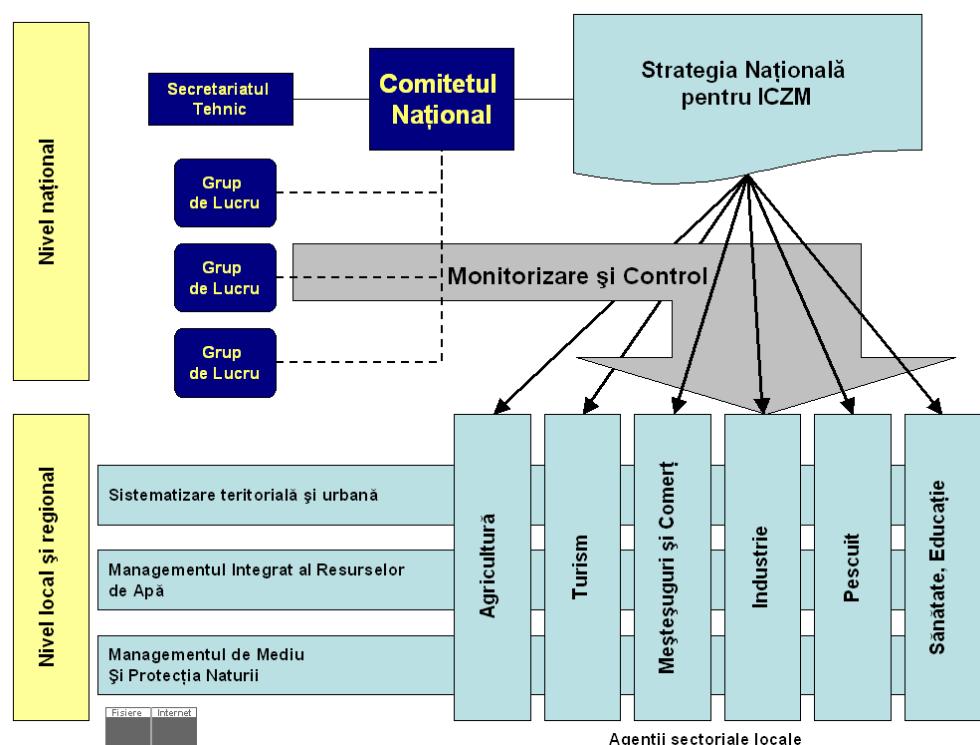 Nivel național
Secretariatul
Tehnic
Comitetul
Național
Strategia Națională
pentru ICZM
Grup
de Lucru
Grup
de Lucru
Grup
de Lucru
Monitorizare şi Control
Nivel local şi regional
Sistematizare teritorială şi urbană
Managementul Integrat al Resurselor
de Apă
Managementul de Mediu
Şi Protecția Naturii
Agricultură
Turism
Meşteşuguri şi Comerț
Industrie
Pescuit
Sănătate, Educație
Fisiere
Internet
Agenții sectoriale locale